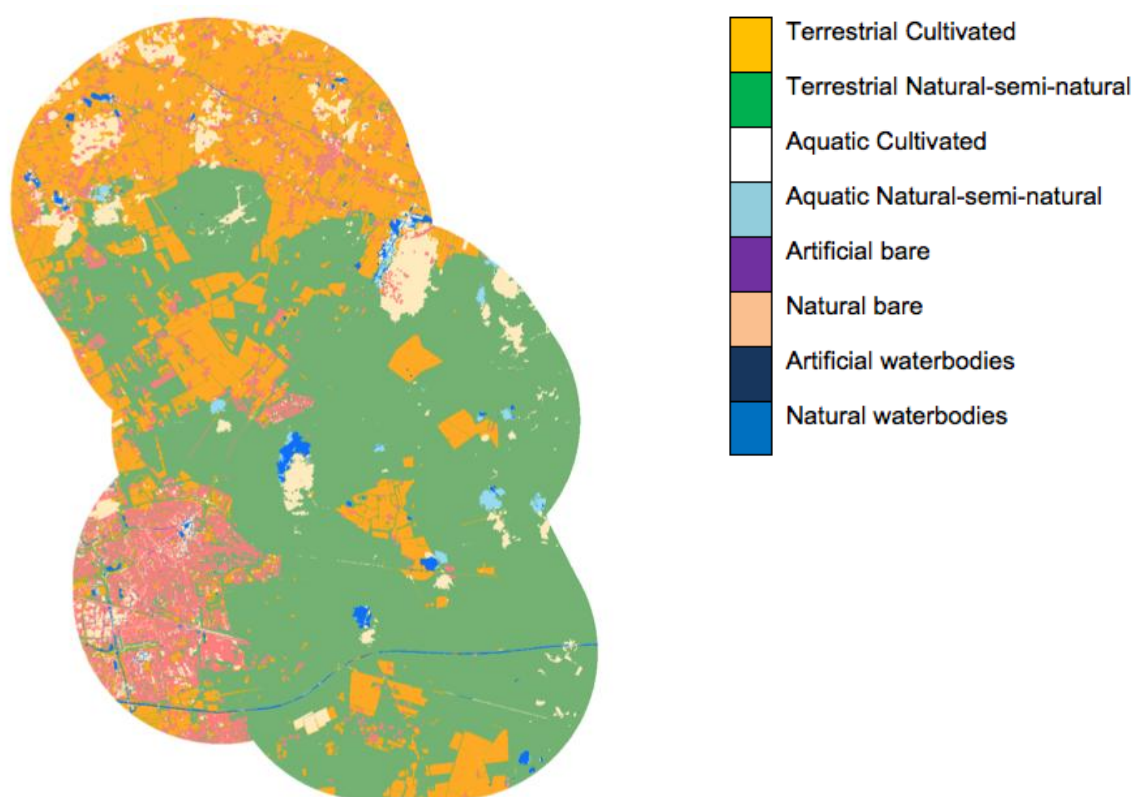 Terrestrial Cultivated
Terrestrial Natural-semi-natural
Aquatic Cultivated
Aquatic Natural-semi-natural
Artificial bare
Natural bare
Artificial waterbodies
Natural waterbodies